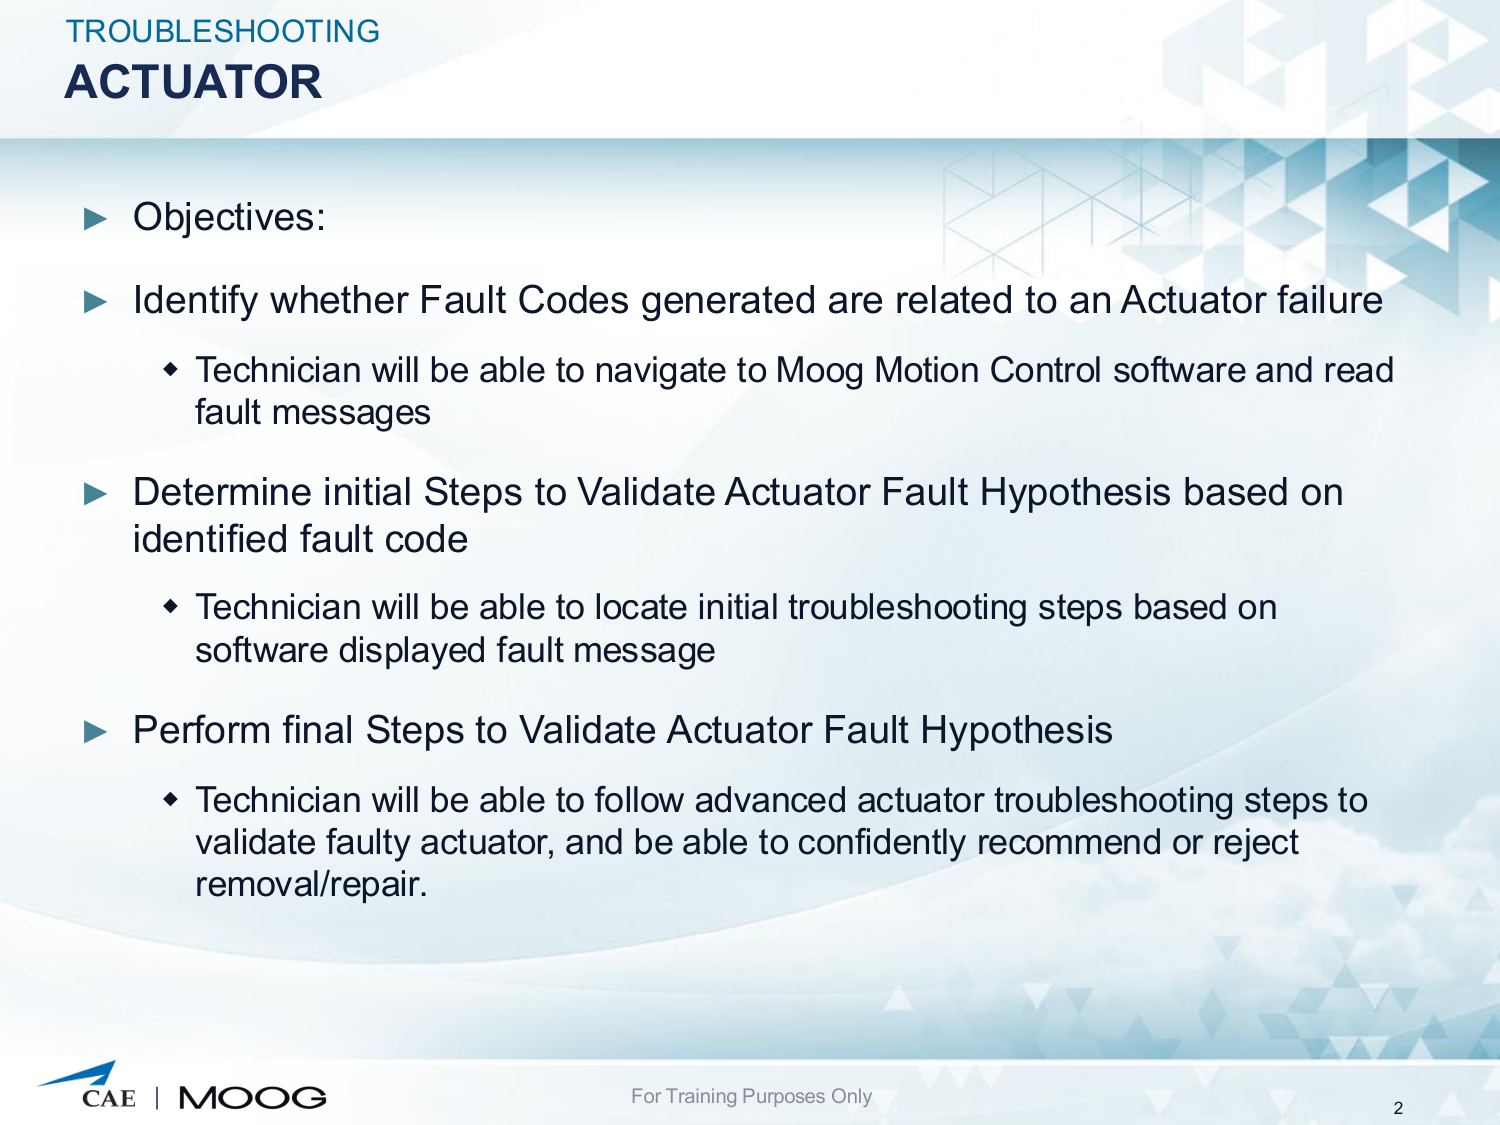 TROUBLESHOOTING
ACTUATOR
► Objectives:
► Identify whether Fault Codes generated are related to an Actuator failure
◆ Technician will be able to navigate to Moog Motion Control software and read
fault messages
► Determine initial Steps to Validate Actuator Fault Hypothesis based on
identified fault code
◆ Technician will be able to locate initial troubleshooting steps based on
software displayed fault message
► Perform final Steps to Validate Actuator Fault Hypothesis
◆ Technician will be able to follow advanced actuator troubleshooting steps to
validate faulty actuator, and be able to confidently recommend or reject
removal/repair.
CAE | MOOG
For Training Purposes Only
2